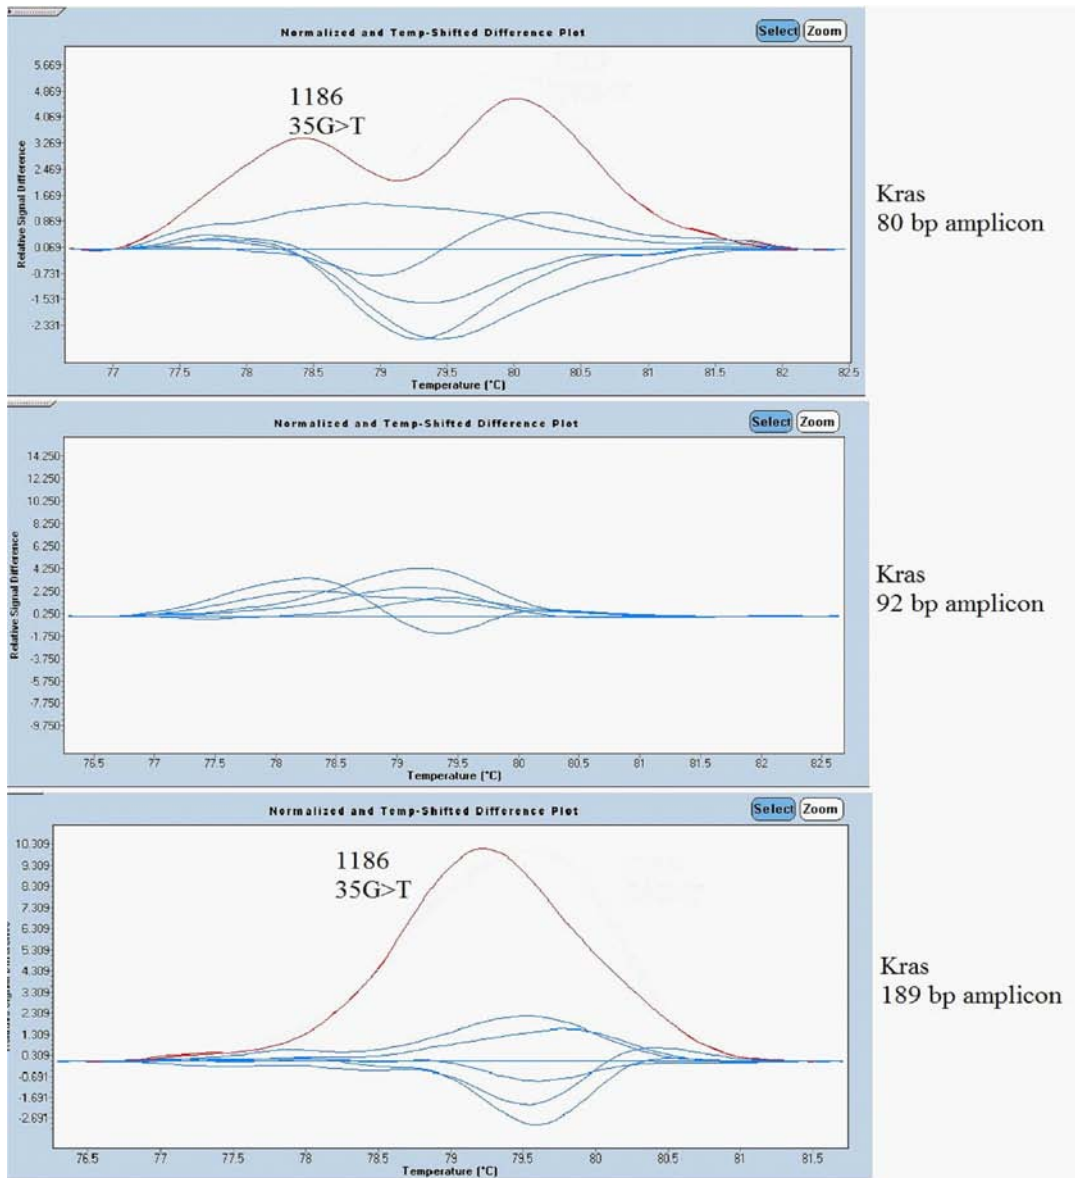 Normalized and Temp-Shifted Difference Plot
Select Zoom
1186
35G>T
Relative Signal Difference
5.669
4.869
4.069
3.269
2.469
1.669
0.869
0.069
-0.731
-1.531
-2.331
77 77.5 78 78.5 79 79.5 80 80.5 81 81.5 82 82.5
Temperature (°C)
Kras
80 bp amplicon
Normalized and Temp-Shifted Difference Plot
Select Zoom
Relative Signal Difference
14.250
12.250
10.250
8.250
6.250
4.250
2.250
0.250
-1.750
-3.750
-5.750
-7.750
-9.750
76.5 77 77.5 78 78.5 79 79.5 80 80.5 81 81.5 82 82.5
Temperature (°C)
Kras
92 bp amplicon
Normalized and Temp-Shifted Difference Plot
Select Zoom
1186
35G>T
10.309
9.309
8.309
7.309
6.309
5.309
4.309
3.309
2.309
1.309
0.309
-0.691
-1.691
-2.691
76.5 77 77.5 78 78.5 79 79.5 80 80.5 81 81.5
Temperature (°C)
Kras
189 bp amplicon